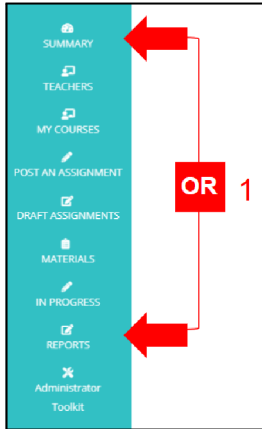 SUMMARY
TEACHERS
MY COURSES
POST AN ASSIGNMENT
DRAFT ASSIGNMENTS
MATERIALS
IN PROGRESS
REPORTS
Administrator
Toolkit
OR 1